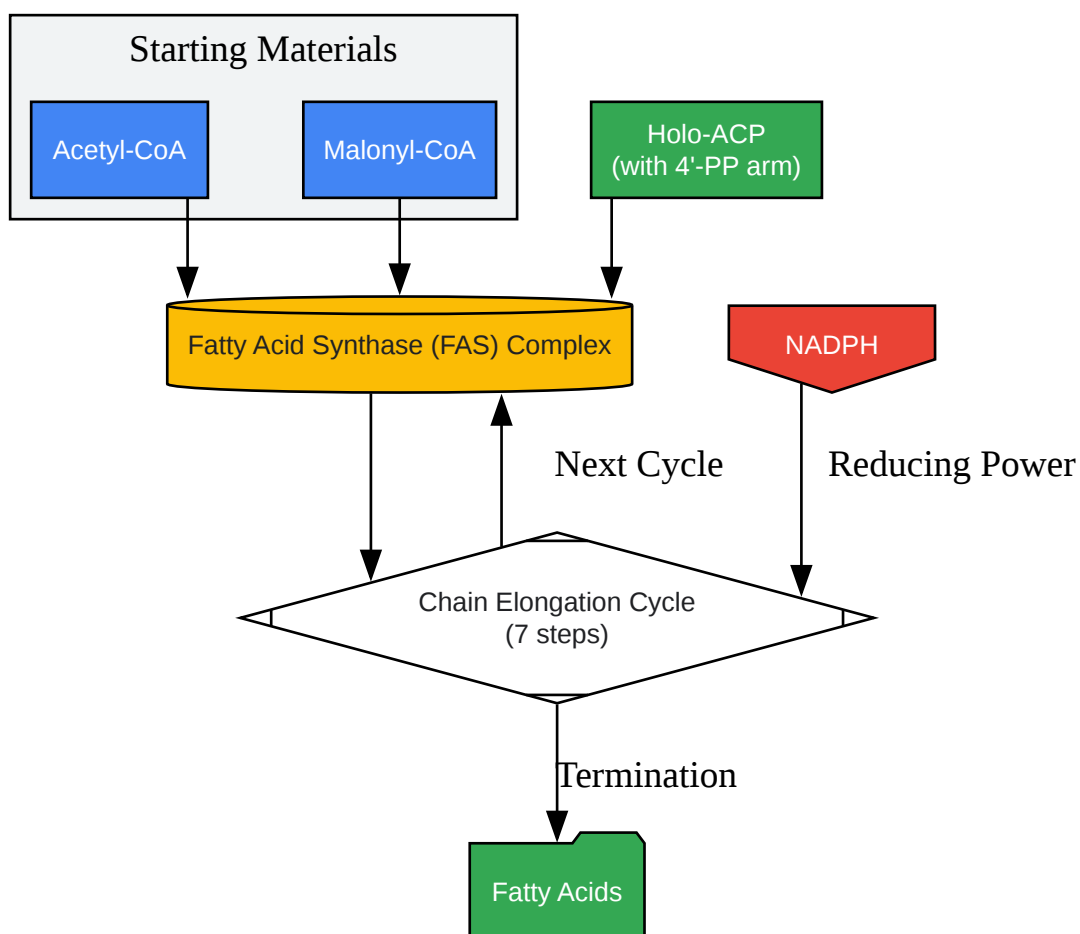 Starting Materials
Acetyl-CoA
Malonyl-CoA
Holo-ACP
(with 4'-PP arm)
Fatty Acid Synthase (FAS) Complex
NADPH
Next Cycle
Reducing Power
Chain Elongation Cycle
(7 steps)
Termination
Fatty Acids